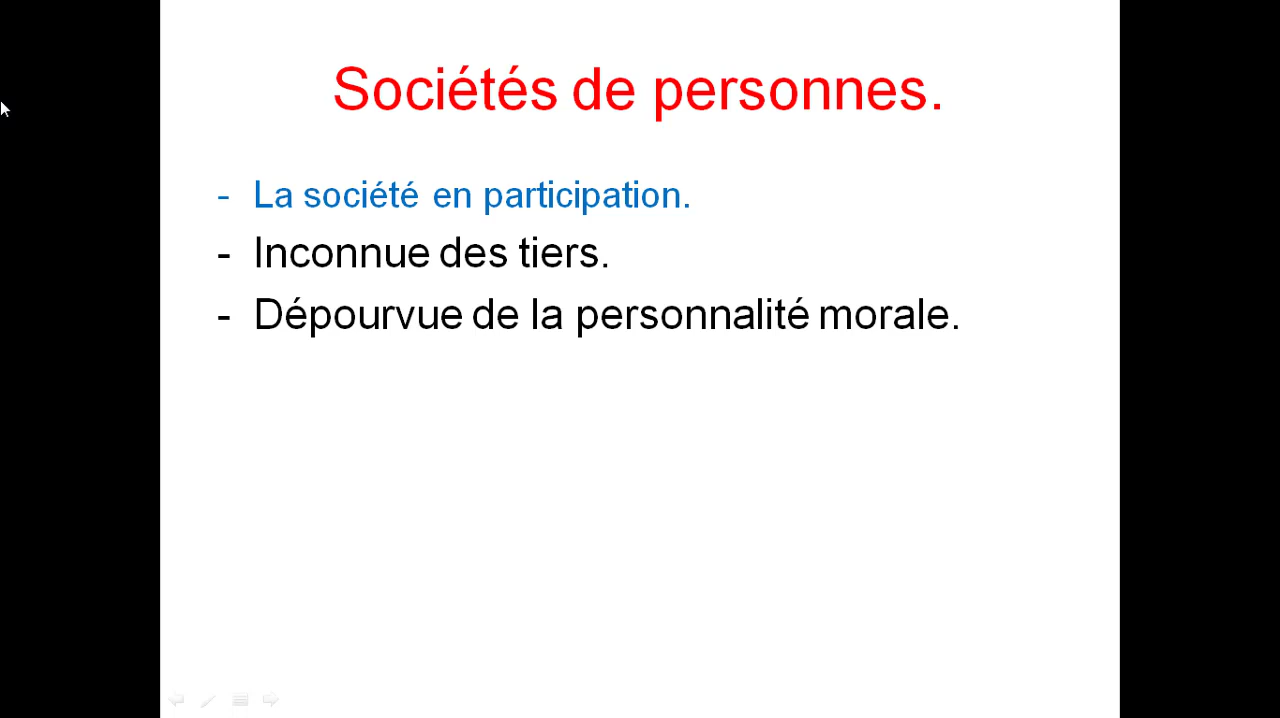 Sociétés de personnes.
- La société en participation.
- Inconnue des tiers.
- Dépourvue de la personnalité morale.